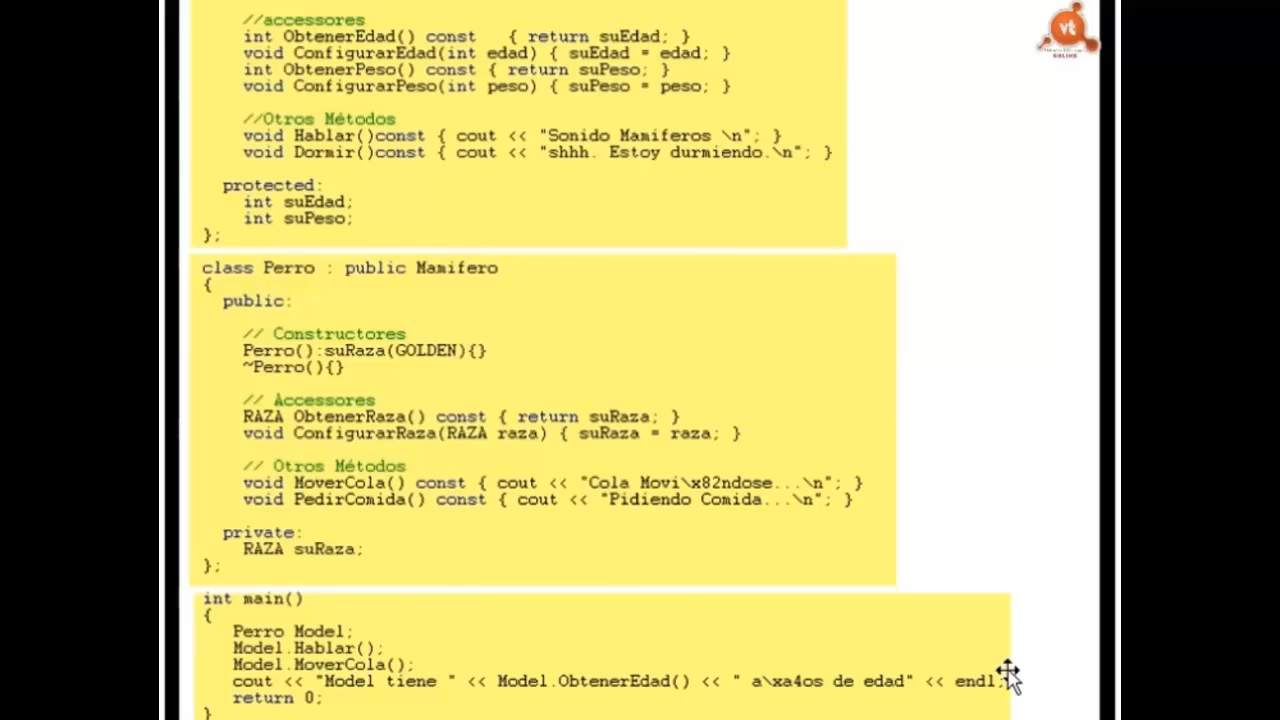 //accessores
int ObtenerEdad() const   { return suEdad; }
void ConfigurarEdad(int edad) { suEdad = edad; }
int ObtenerPeso() const { return suPeso; }
void ConfigurarPeso(int peso) { suPeso = peso; }
//Otros Métodos
void Hablar()const { cout << "Sonido Mamiferos \n"; }
void Dormir()const { cout << "shhh. Estoy durmiendo.\n"; }
protected:
int suEdad;
int suPeso;
};
class Perro : public Mamifero
{
public:
// Constructores
Perro():suRaza(GOLDEN){}
~Perro(){}
// Accessores
RAZA ObtenerRaza() const { return suRaza; }
void ConfigurarRaza(RAZA raza) { suRaza = raza; }
// Otros Métodos
void MoverCola() const { cout << "Cola Movi\x82ndose...\n"; }
void PedirComida() const { cout << "Pidiendo Comida...\n"; }
private:
RAZA suRaza;
};
int main()
{
Perro Model;
Model.Hablar();
Model.MoverCola();
cout << "Model tiene " << Model.ObtenerEdad() << " a\xa4os de edad" << endl;
return 0;
}
vt
ONLINE